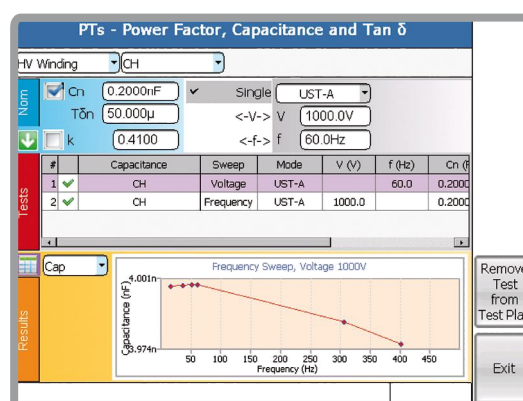 PTs - Power Factor, Capacitance and Tan δ
HV Winding CH
Nom
Cn 0.2000nF Single UST-A
Tδn 50.000µ <-V-> V 1000.0V
k 0.4100 <-f-> f 60.0Hz
Tests
# Capacitance Sweep Mode V (V) f (Hz) Cn (F
1 CH Voltage UST-A 60.0 0.2000
2 CH Frequency UST-A 1000.0 0.2000
Results
Cap
Frequency Sweep, Voltage 1000V
Capacitance (nF)
4.001n
3.974n
50 100 150 200 250 300 350 400 450
Frequency (Hz)
Remove
Test
from
Test Pla
Exit